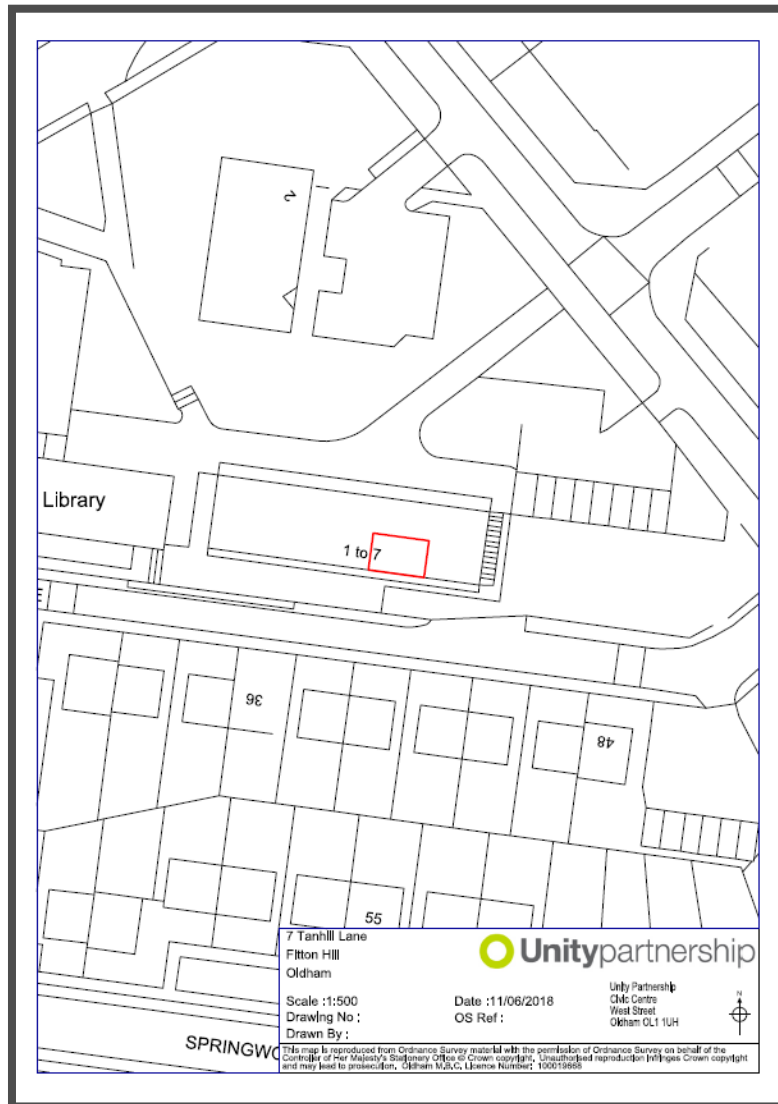 2
Library
1 to 7
36
48
55
7 Tanhill Lane
Fitton Hill
Oldham
Unitypartnership
Scale :1:500
Date :11/06/2018
Drawing No :
OS Ref :
Drawn By :
Unity Partnership
Civic Centre
West Street
Oldham OL1 1UH
N
SPRINGWO
This map is reproduced from Ordnance Survey material with the permission of Ordnance Survey on behalf of the
Controller of Her Majesty's Stationery Office © Crown copyright. Unauthorised reproduction infringes Crown copyright
and may lead to prosecution. Oldham M.B.C. Licence Number: 100019668